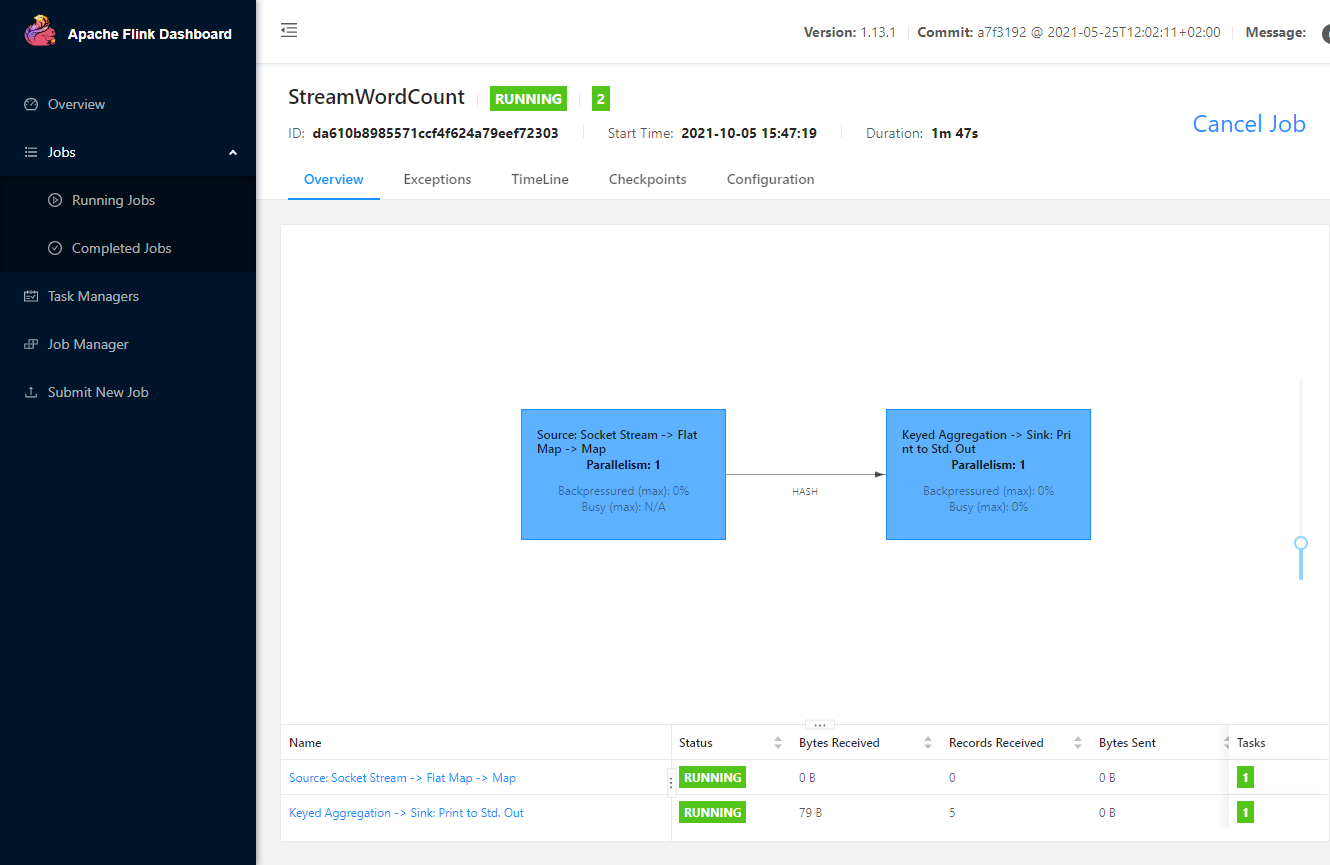 Apache Flink Dashboard
Version: 1.13.1 Commit: a7f3192 @ 2021-05-25T12:02:11+02:00 Message:
Overview
Jobs
Running Jobs
Completed Jobs
Task Managers
Job Manager
Submit New Job
StreamWordCount RUNNING 2
ID: da610b8985571ccf4f624a79eef72303 Start Time: 2021-10-05 15:47:19 Duration: 1m 47s
Cancel Job
Overview Exceptions TimeLine Checkpoints Configuration
Source: Socket Stream -> Flat
Map -> Map
Parallelism: 1
Backpressured (max): 0%
Busy (max): N/A
HASH
Keyed Aggregation -> Sink: Pri
nt to Std. Out
Parallelism: 1
Backpressured (max): 0%
Busy (max): 0%
Name Status Bytes Received Records Received Bytes Sent Tasks
Source: Socket Stream -> Flat Map -> Map RUNNING 0 B 0 0 B 1
Keyed Aggregation -> Sink: Print to Std. Out RUNNING 79 B 5 0 B 1